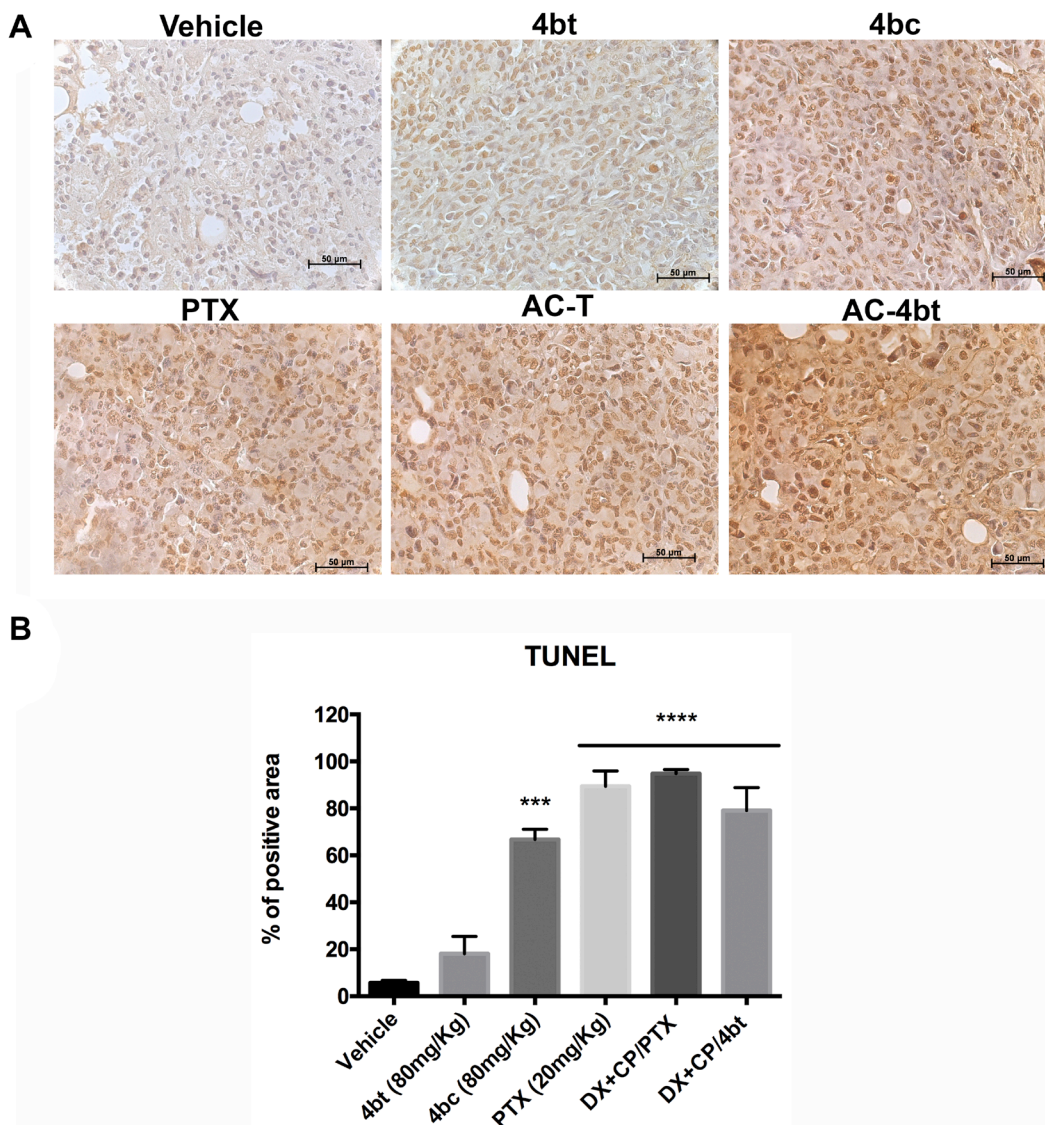 A
Vehicle 4bt 4bc
50 µm 50 µm 50 µm
PTX AC-T AC-4bt
50 µm 50 µm 50 µm
B
TUNEL
% of positive area
120
100
80
60
40
20
0
***
****
Vehicle
4bt (80mg/Kg)
4bc (80mg/Kg)
PTX (20mg/Kg)
DX+CP/PTX
DX+CP/4bt